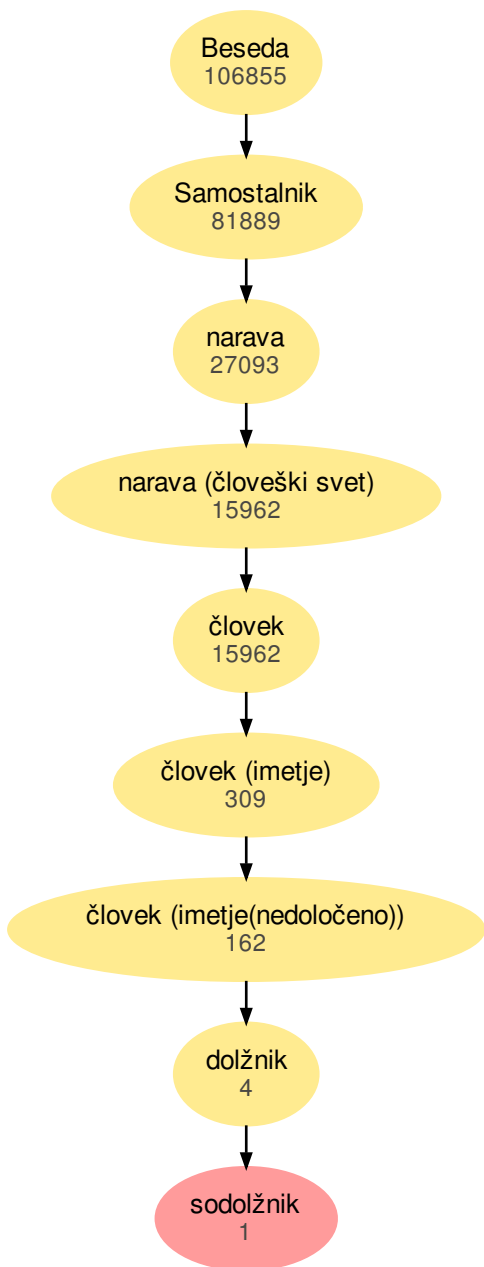 Beseda
106855
Samostalnik
81889
narava
27093
narava (človeški svet)
15962
človek
15962
človek (imetje)
309
človek (imetje(nedoločeno))
162
dolžnik
4
sodolžnik
1